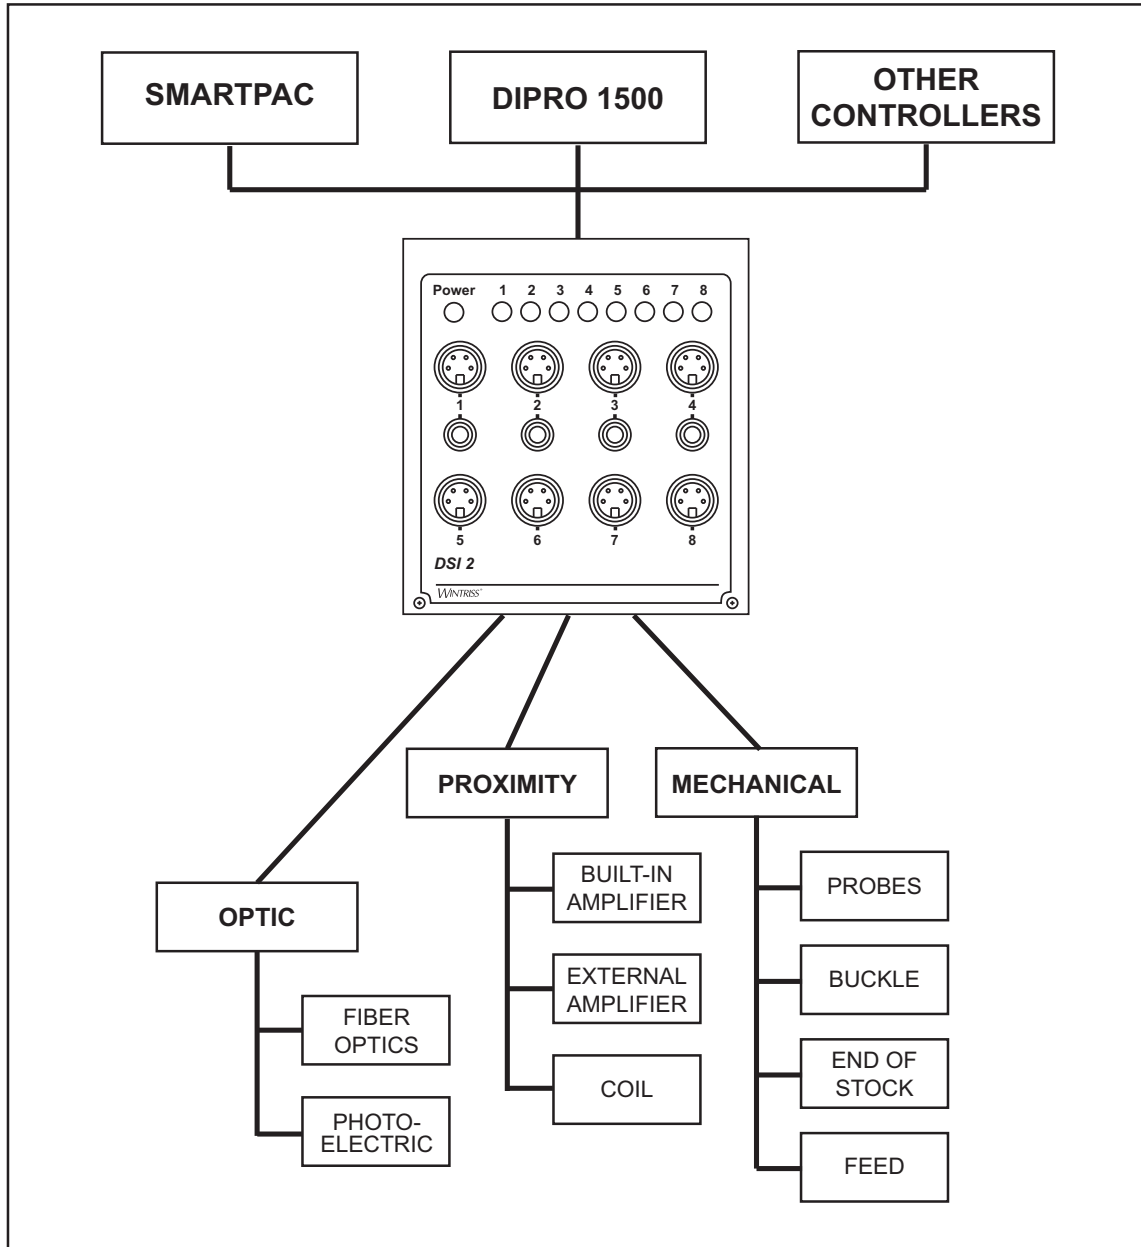 SMARTPAC
DIPRO 1500
OTHER
CONTROLLERS
Power 1 2 3 4 5 6 7 8
1 2 3 4
5 6 7 8
DSI 2
WINTRISS
PROXIMITY
MECHANICAL
BUILT-IN
AMPLIFIER
PROBES
OPTIC
EXTERNAL
AMPLIFIER
BUCKLE
FIBER
OPTICS
END OF
STOCK
COIL
PHOTO-
ELECTRIC
FEED